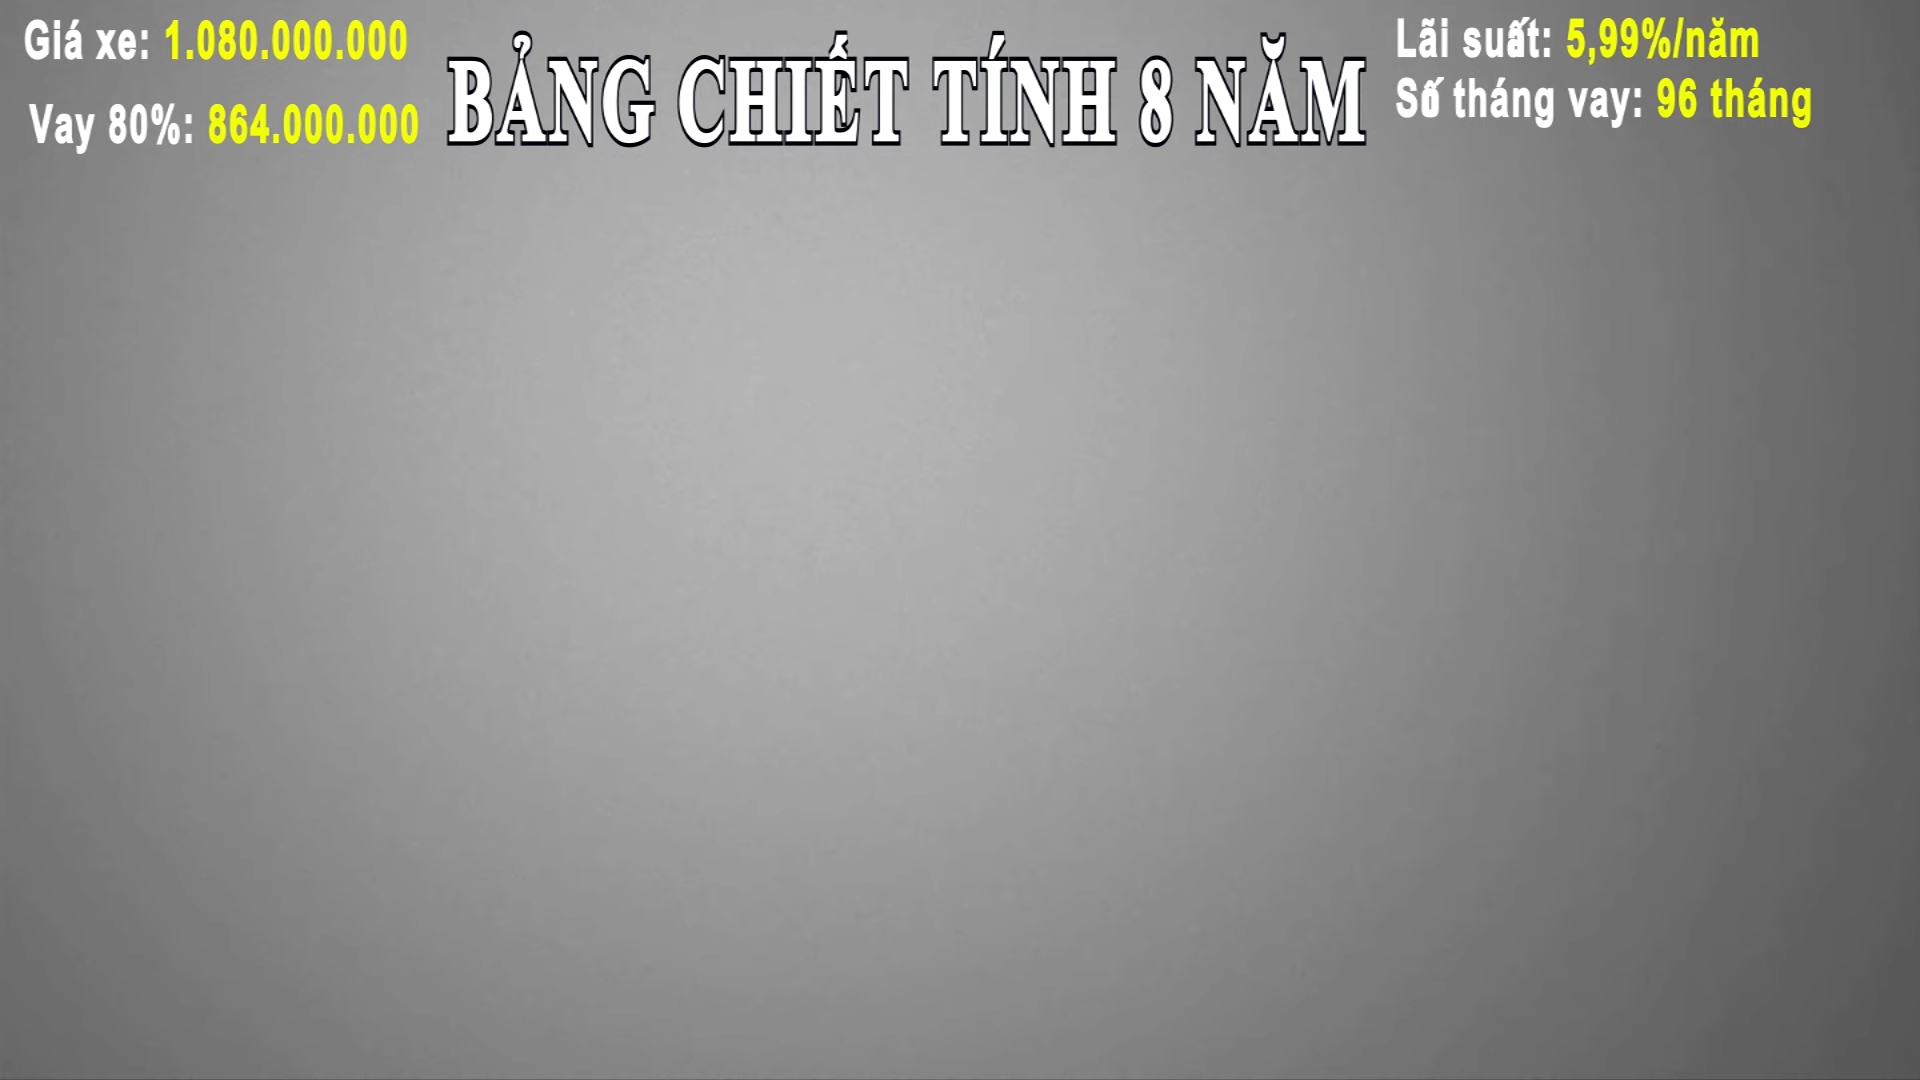 Giá xe: 1.080.000.000
Vay 80%: 864.000.000
BẢNG CHIẾT TÍNH 8 NĂM
Lãi suất: 5,99%/năm
Số tháng vay: 96 tháng